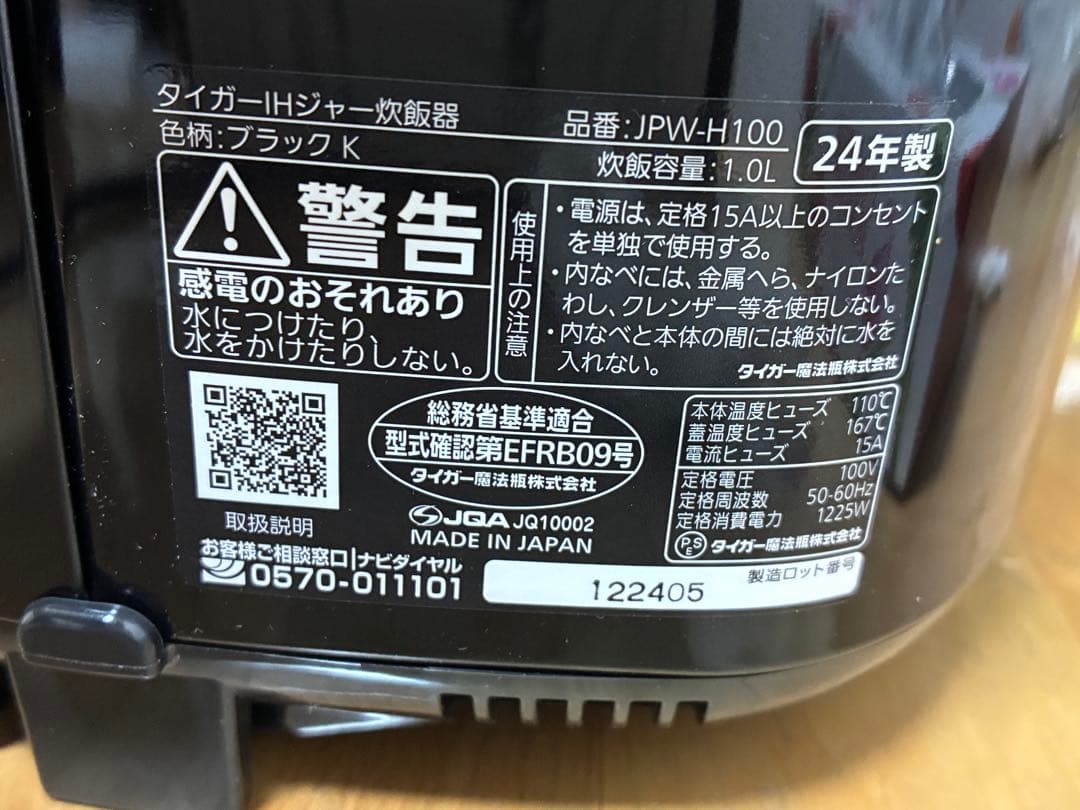 タイガーIHジャー炊飯器
品番:JPW-H100
色柄:ブラック K
炊飯容量:1.0L
24年製
警告
感電のおそれあり
水につけたり、
水をかけたりしない。
使用上の注意
・電源は、定格15A以上のコンセント
を単独で使用する。
・内なべには、金属へら、ナイロンた
わし、クレンザー等を使用しない。
・内なべと本体の間には絶対に水を
入れない。
タイガー魔法瓶株式会社
取扱説明
総務省基準適合
型式確認第EFRB09号
タイガー魔法瓶株式会社
JQA JQ10002
MADE IN JAPAN
本体温度ヒューズ 110℃
蓋温度ヒューズ 167℃
電流ヒューズ 15A
定格電圧 100V
定格周波数 50-60Hz
定格消費電力 1225W
PSE タイガー魔法瓶株式会社
お客様ご相談窓口|ナビダイヤル
0570-011101
製造ロット番号
122405